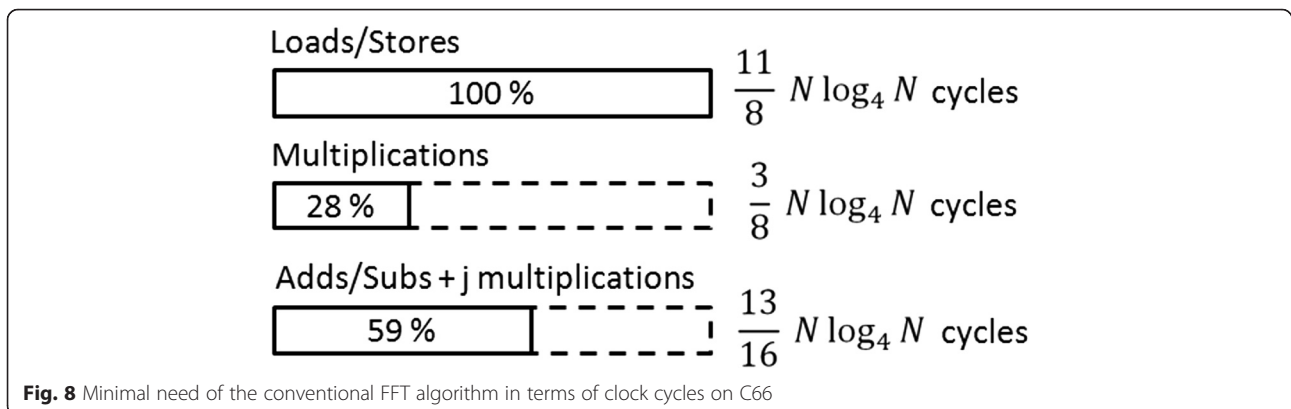 Loads/Stores
100 % 11/8 N log₄ N cycles
Multiplications
28 % 3/8 N log₄ N cycles
Adds/Subs + j multiplications
59 % 13/16 N log₄ N cycles
Fig. 8 Minimal need of the conventional FFT algorithm in terms of clock cycles on C66